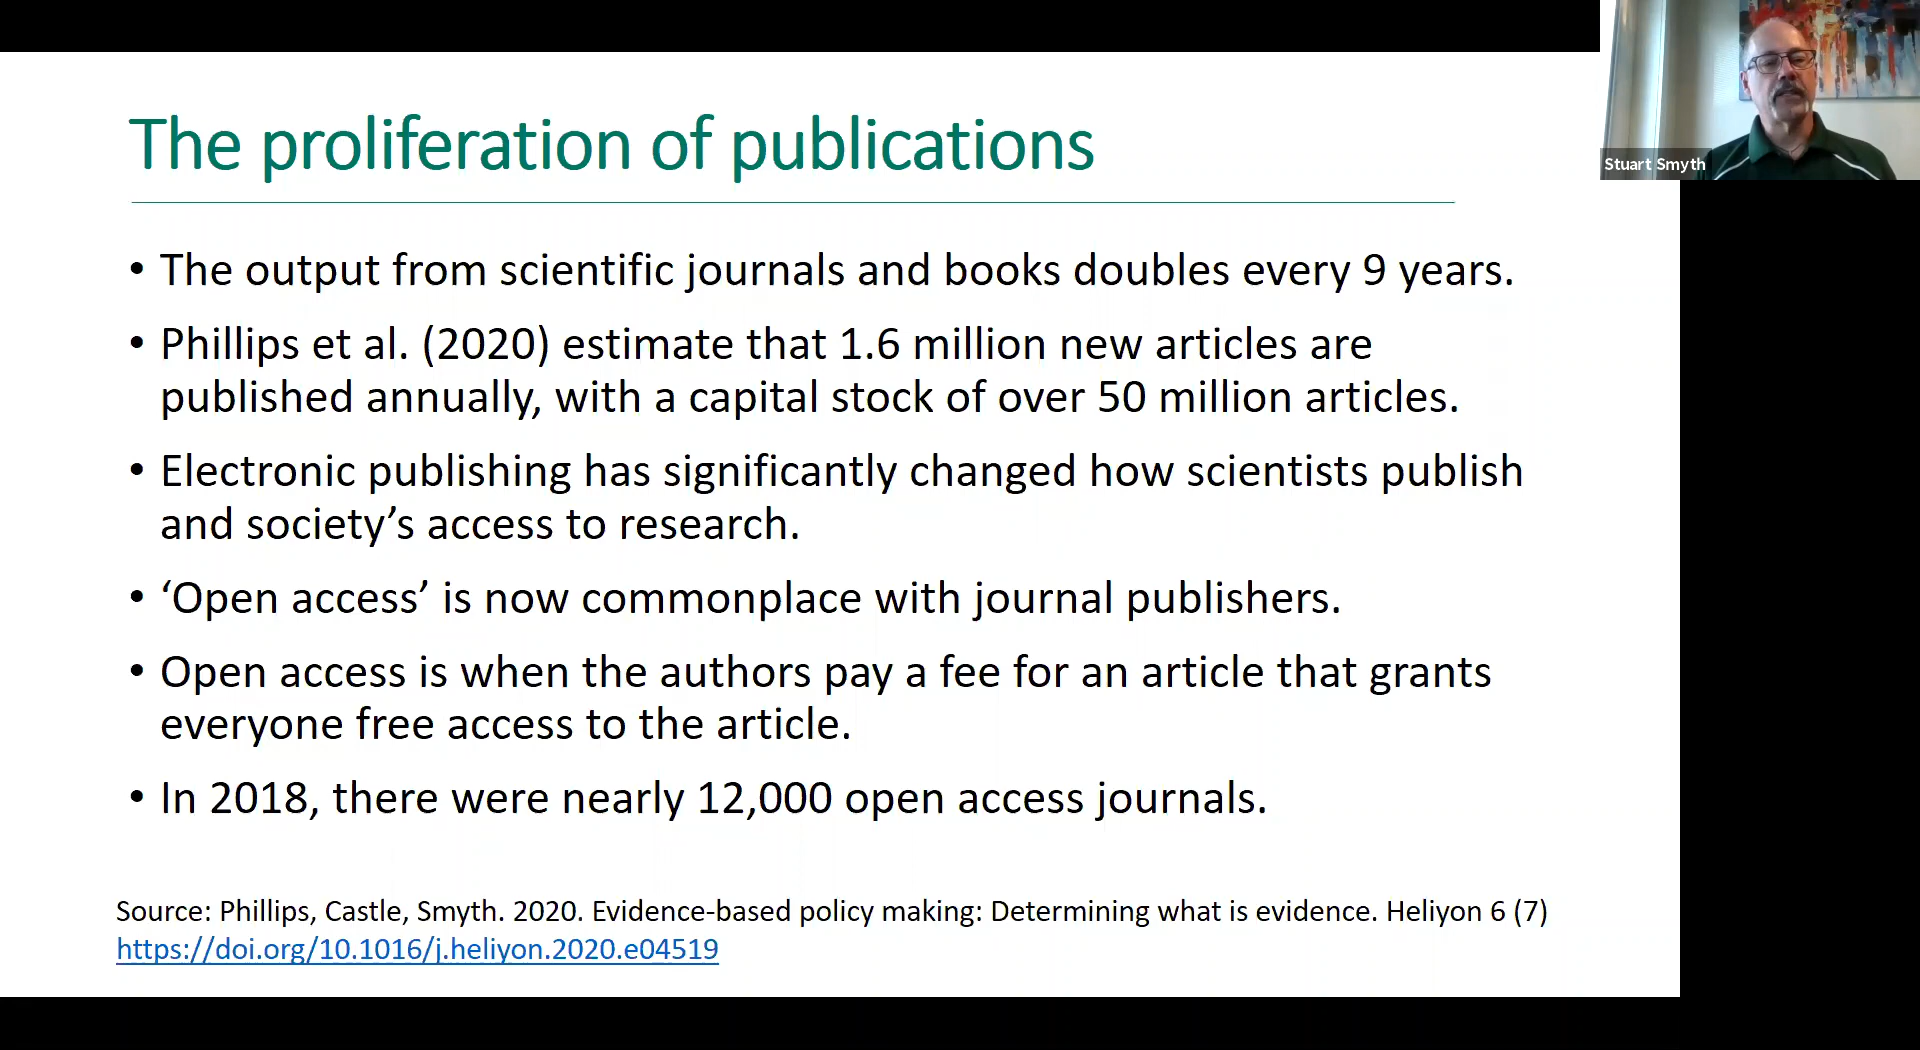 The proliferation of publications
Stuart Smyth
• The output from scientific journals and books doubles every 9 years.
• Phillips et al. (2020) estimate that 1.6 million new articles are
published annually, with a capital stock of over 50 million articles.
• Electronic publishing has significantly changed how scientists publish
and society’s access to research.
• ‘Open access’ is now commonplace with journal publishers.
• Open access is when the authors pay a fee for an article that grants
everyone free access to the article.
• In 2018, there were nearly 12,000 open access journals.
Source: Phillips, Castle, Smyth. 2020. Evidence-based policy making: Determining what is evidence. Heliyon 6 (7)
https://doi.org/10.1016/j.heliyon.2020.e04519